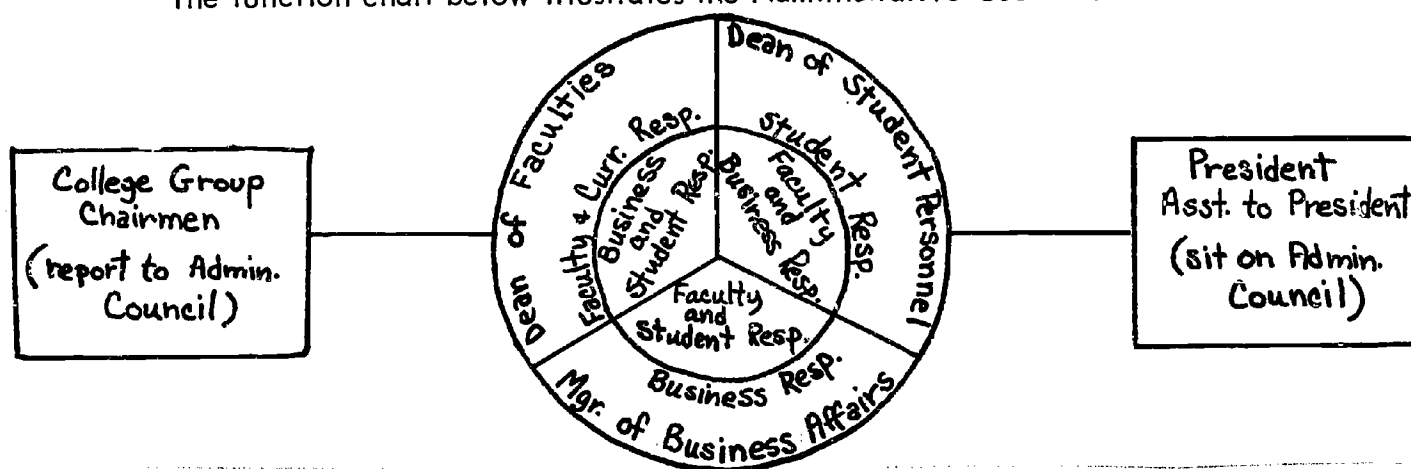 The function chart below illustrates the
College Group
Chairmen
(report to Admin.
Council)
Dean of Faculties
Faculty & Curr. Resp.
Business
and
Student Resp.
Dean of Student Personnel
Student Resp.
Faculty
and
Business Resp.
Faculty
and
Student Resp.
Business Resp.
Mgr. of Business Affairs
President
Asst. to President
(sit on Admin.
Council)